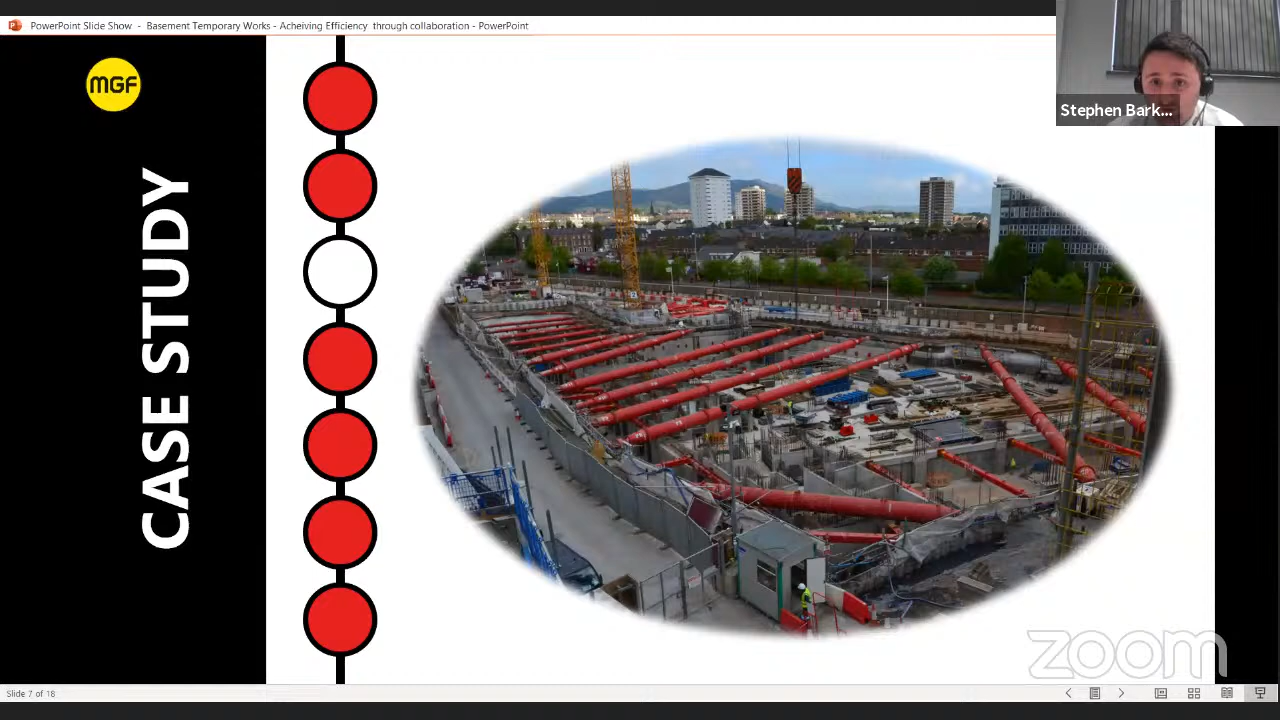 PowerPoint Slide Show - Basement Temporary Works - Acheiving Efficiency through collaboration - PowerPoint
MGF
Stephen Bark...
CASE STUDY
zoom
Slide 7 of 18